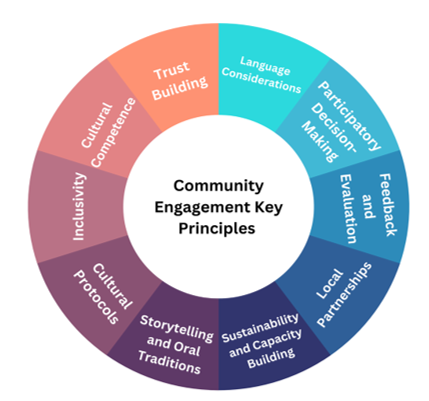 Community
Engagement Key
Principles
Language
Considerations
Participatory
Decision-
Making
Feedback
and
Evaluation
Local
Partnerships
Sustainability
and Capacity
Building
Storytelling
and Oral
Traditions
Cultural
Protocols
Inclusivity
Cultural
Competence
Trust
Building